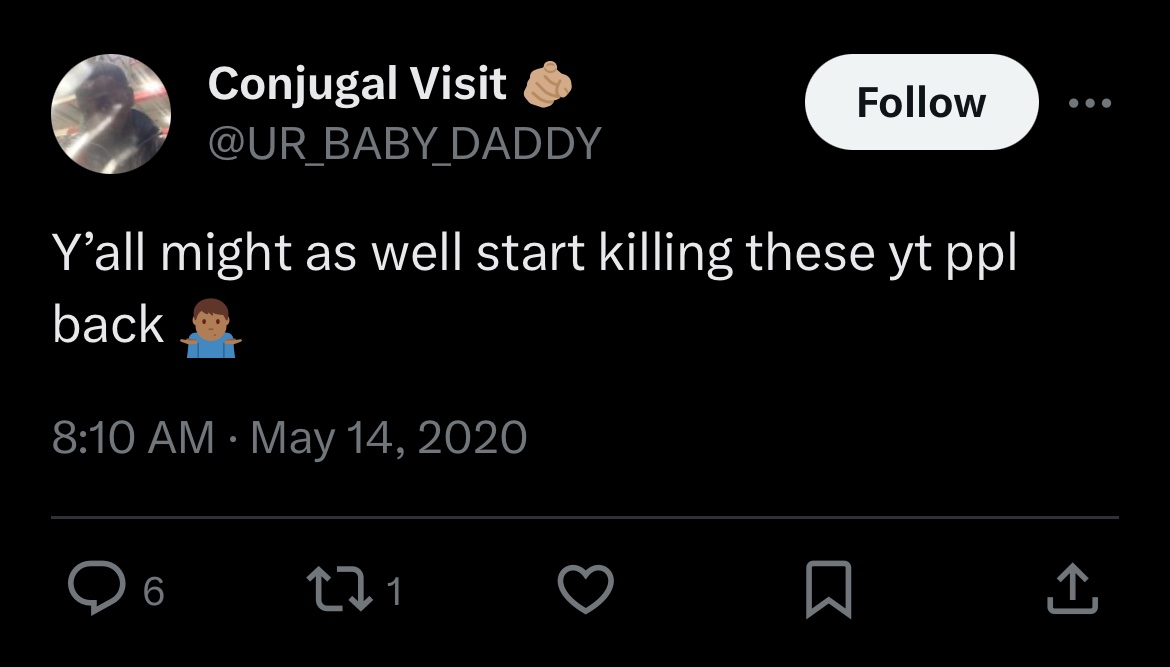 Conjugal Visit 🫵🏼
@UR_BABY_DADDY
Follow
Y’all might as well start killing these yt ppl
back 🤷🏾‍♂️
8:10 AM · May 14, 2020
6
1